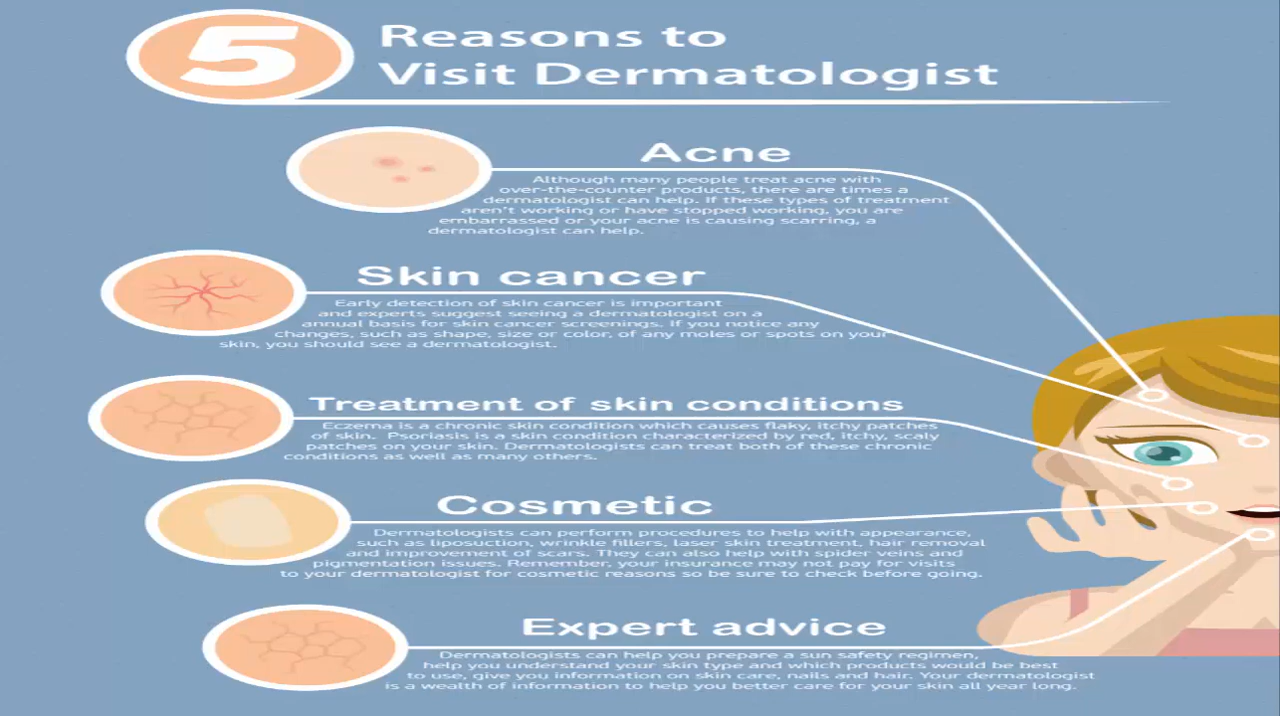 5
Reasons to
Visit Dermatologist
Acne
Although many people treat acne with
over-the-counter products, there are times a
dermatologist can help. If these types of treatment
aren't working or have stopped working, you are
embarrassed or your acne is causing scarring, a
dermatologist can help.
Skin cancer
Early detection of skin cancer is important
and experts suggest seeing a dermatologist on a
annual basis for skin cancer screenings. If you notice any
changes, such as shape, size or color, of any moles or spots on your
skin, you should see a dermatologist.
Treatment of skin conditions
Eczema is a chronic skin condition which causes flaky, itchy patches
of skin. Psoriasis is a skin condition characterized by red, itchy, scaly
patches on your skin. Dermatologists can treat both of these chronic
conditions as well as many others.
Cosmetic
Dermatologists can perform procedures to help with appearance,
such as liposuction, wrinkle fillers, laser skin treatment, hair removal
and improvement of scars. They can also help with spider veins and
pigmentation issues. Remember, your insurance may not pay for visits
to your dermatologist for cosmetic reasons so be sure to check before going.
Expert advice
Dermatologists can help you prepare a sun safety regimen,
help you understand your skin type and which products would be best
to use, give you information on skin care, nails and hair. Your dermatologist
is a wealth of information to help you better care for your skin all year long.